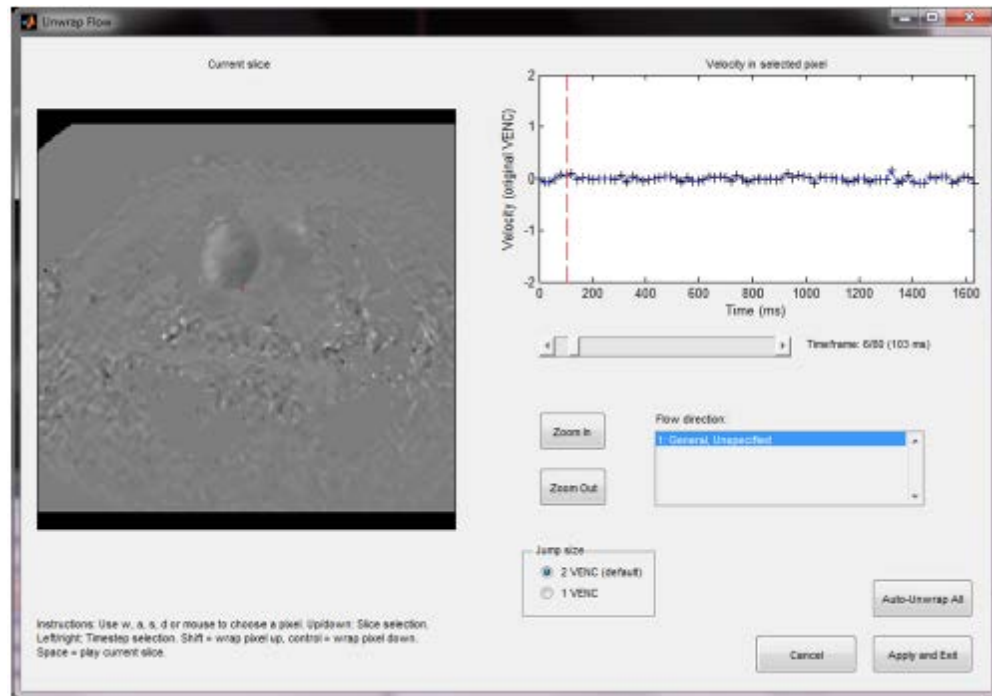 Unwrap Flow
Current slice
Velocity in selected pixel
Velocity (original VENC)
2
1
0
-1
-2
0 200 400 600 800 1000 1200 1400 1600
Time (ms)
Timeframe: 6/80 (103 ms)
Zoom In
Zoom Out
Flow direction:
1: General, Unspecified
Jump size
2 VENC (default)
1 VENC
Auto-Unwrap All
Instructions: Use w, a, s, d or mouse to choose a pixel. Up/down: Slice selection.
Left/right: Timestep selection. Shift = wrap pixel up, control = wrap pixel down.
Space = play current slice.
Cancel
Apply and Exit